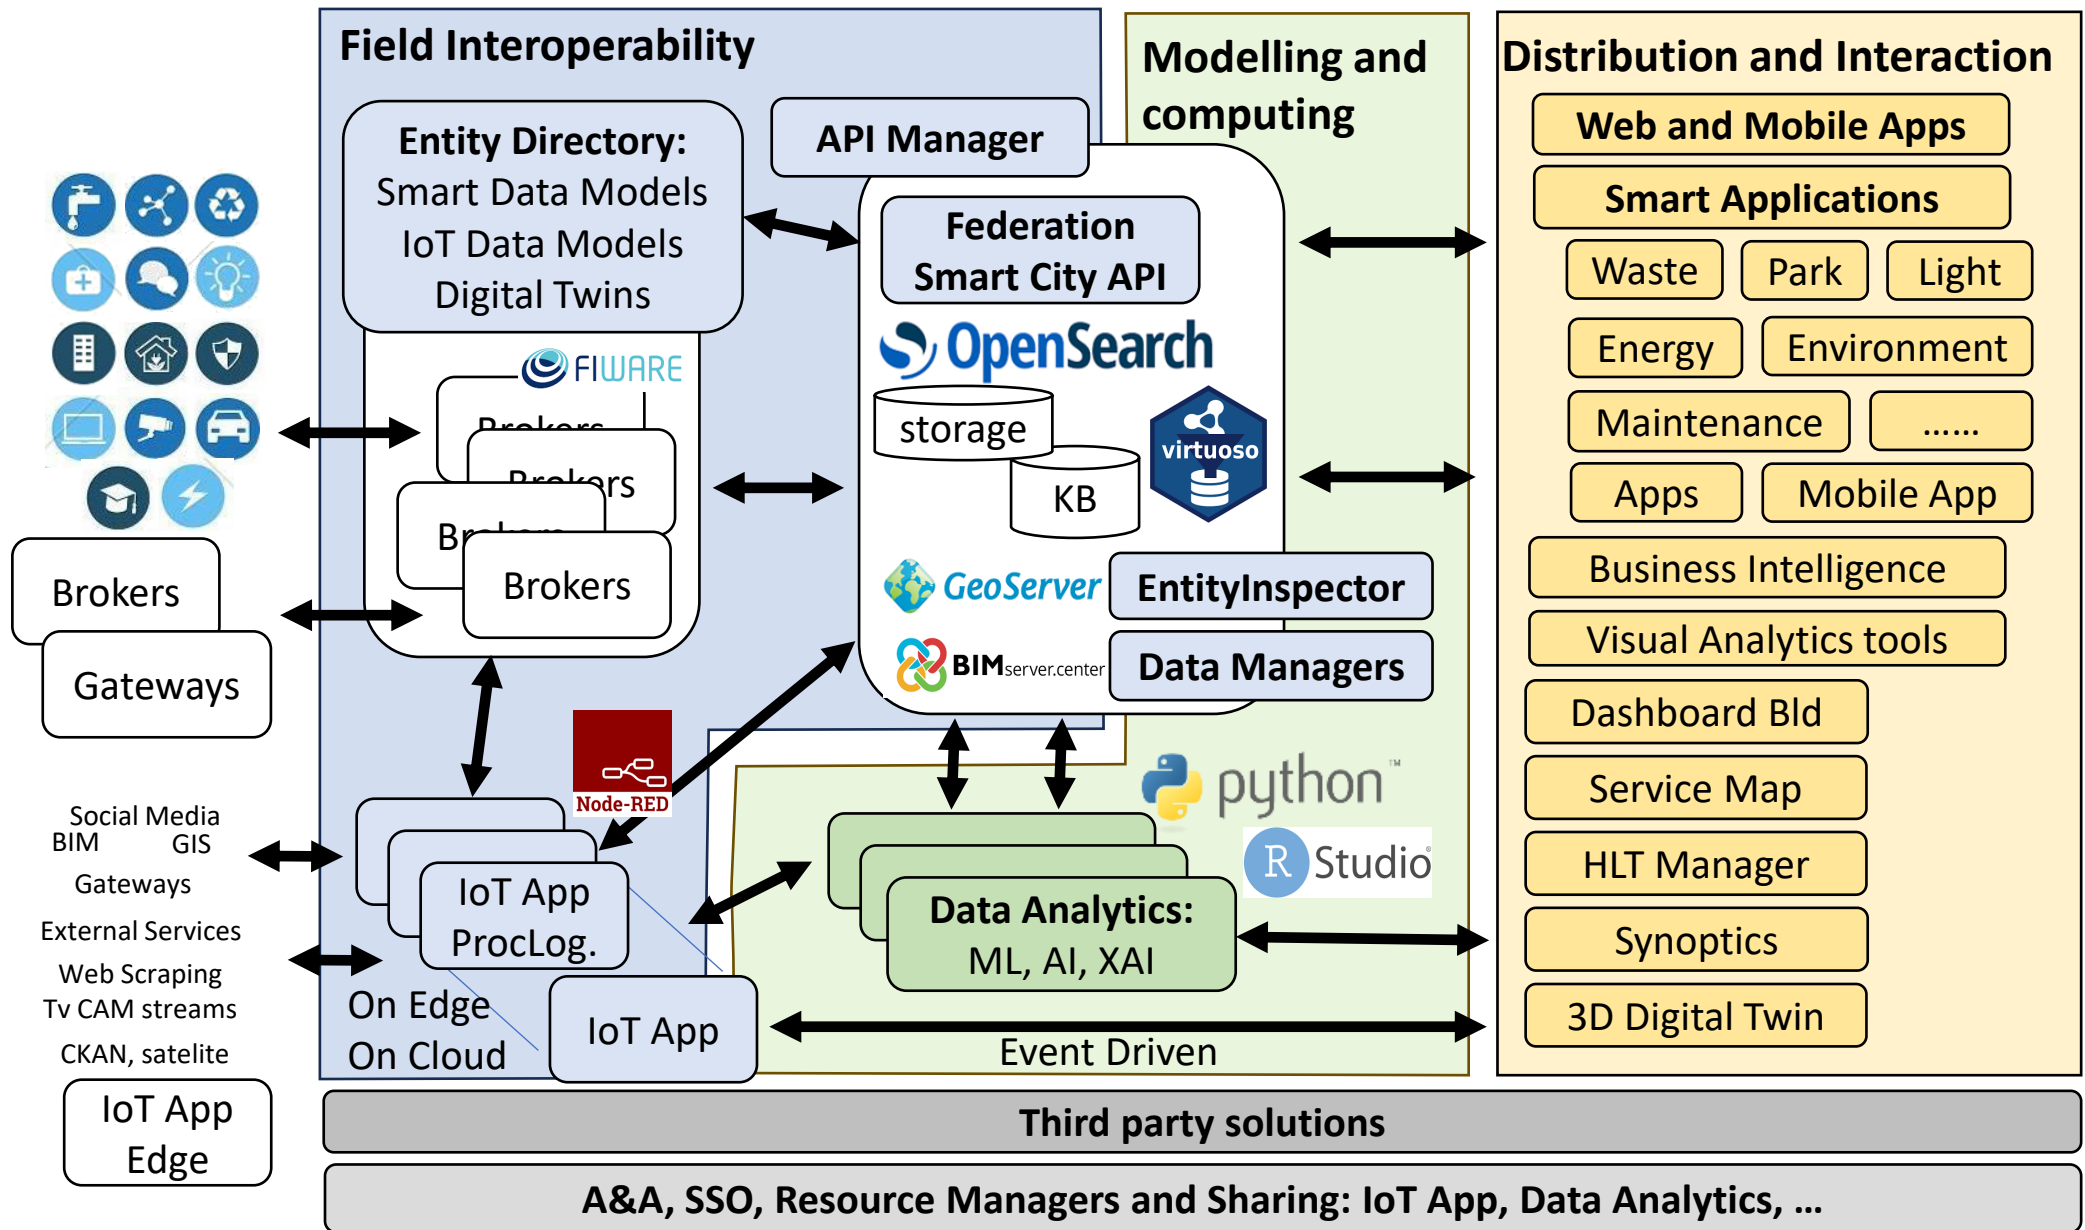 Field Interoperability
Modelling and
computing
Distribution and Interaction
Entity Directory:
Smart Data Models
IoT Data Models
Digital Twins
API Manager
Federation
Smart City API
OpenSearch
storage
KB
virtuoso
GeoServer
EntityInspector
BIMserver.center
Data Managers
FIWARE
Brokers
Brokers
Brokers
Brokers
Brokers
Gateways
Node-RED
Social Media
BIM GIS
Gateways
External Services
Web Scraping
Tv CAM streams
CKAN, satelite
IoT App
Edge
IoT App
ProcLog.
On Edge
On Cloud
IoT App
python™
R Studio®
Data Analytics:
ML, AI, XAI
Event Driven
Web and Mobile Apps
Smart Applications
Waste Park Light
Energy Environment
Maintenance ......
Apps Mobile App
Business Intelligence
Visual Analytics tools
Dashboard Bld
Service Map
HLT Manager
Synoptics
3D Digital Twin
Third party solutions
A&A, SSO, Resource Managers and Sharing: IoT App, Data Analytics, ...